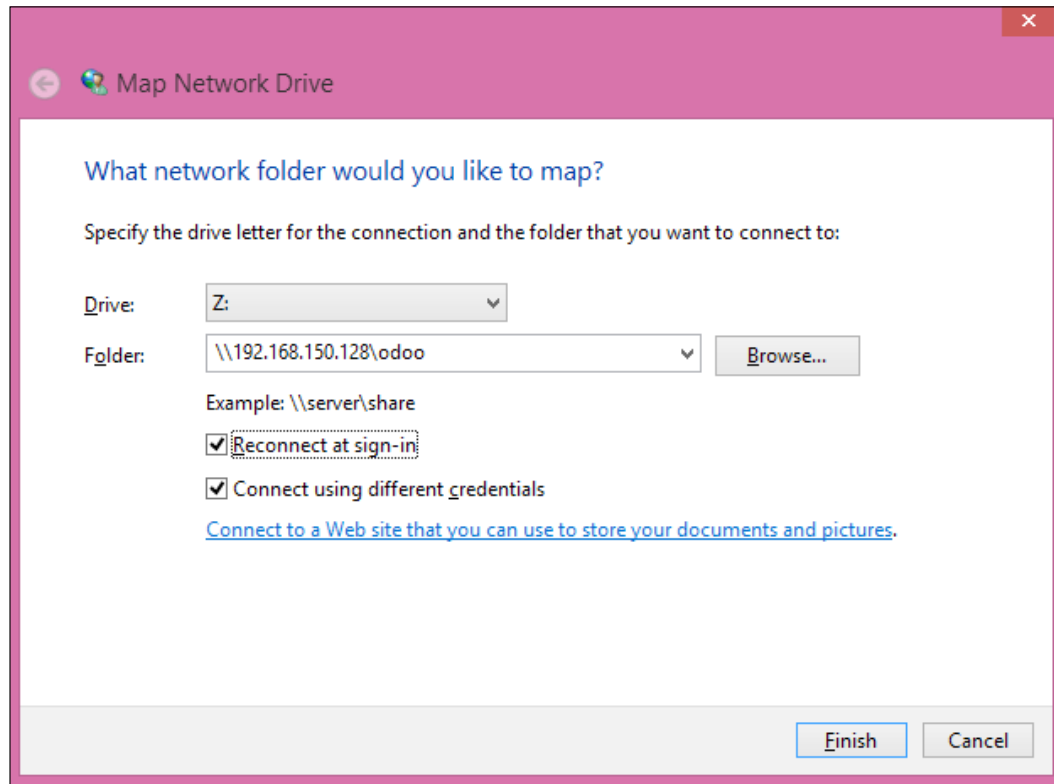 Map Network Drive
What network folder would you like to map?
Specify the drive letter for the connection and the folder that you want to connect to:
Drive: Z:
Folder: \\192.168.150.128\odoo Browse...
Example: \\server\share
Reconnect at sign-in
Connect using different credentials
Connect to a Web site that you can use to store your documents and pictures.
Finish Cancel